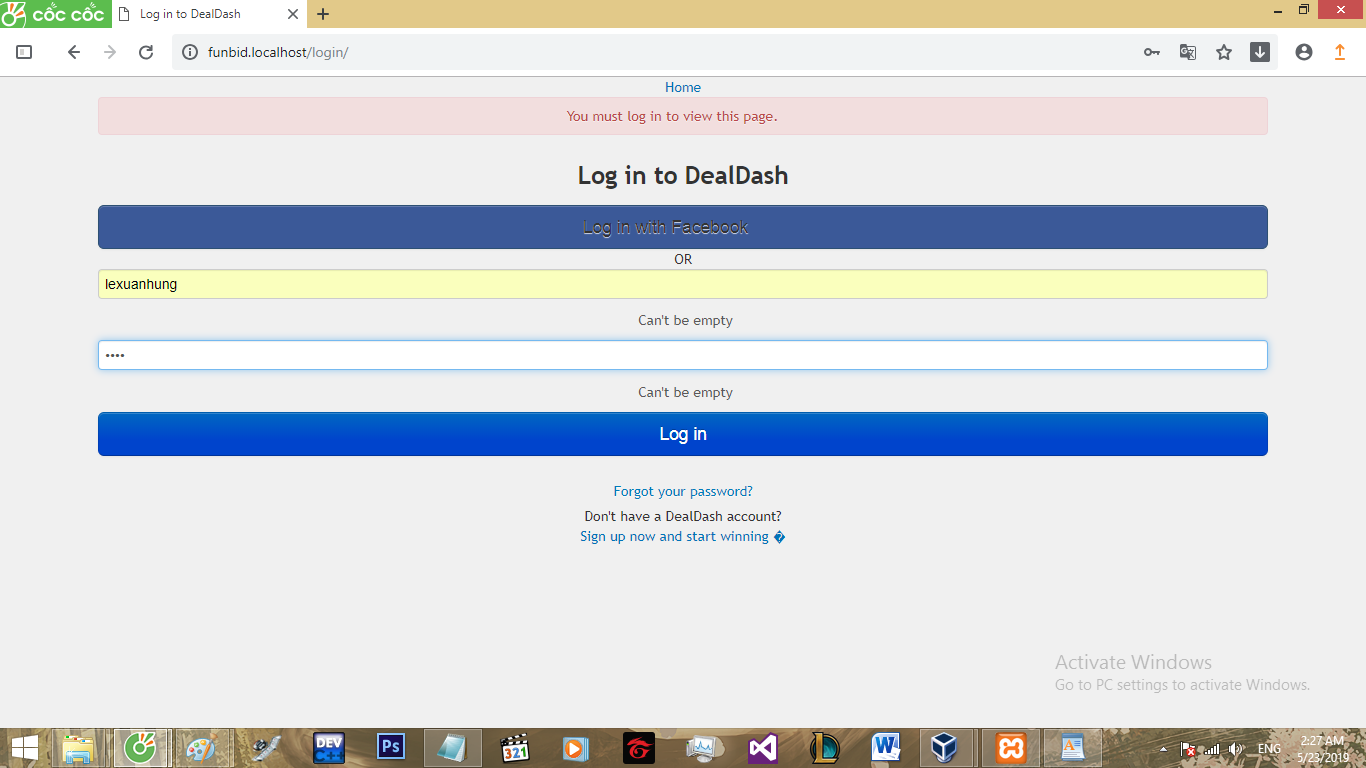 CỐC CỐC
Log in to DealDash
funbid.localhost/login/
Home
You must log in to view this page.
Log in to DealDash
Log in with Facebook
OR
lexuanhung
Can't be empty
••••
Can't be empty
Log in
Forgot your password?
Don't have a DealDash account?
Sign up now and start winning �
Activate Windows
Go to PC settings to activate Windows.
DEV
C++
Ps
321
W
ENG
2:27 AM
5/23/2019